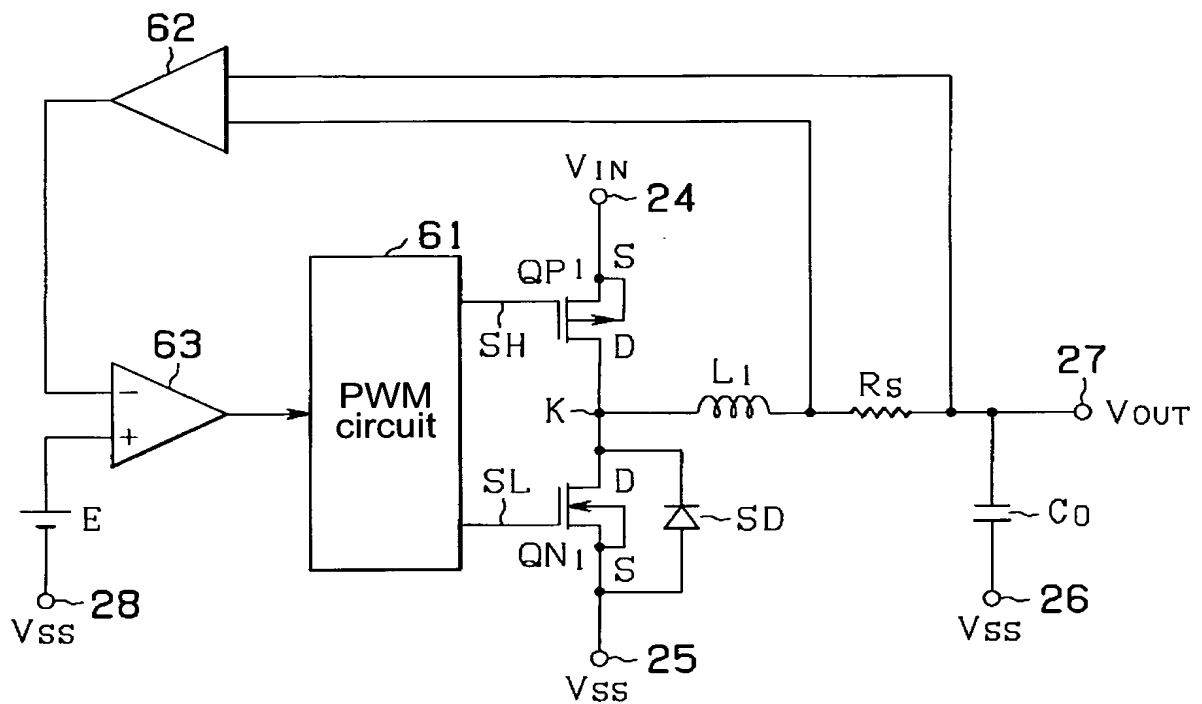 62
VIN
24
61
S
QP1
SH
D
63
PWM
circuit
L1
RS
27
K
VOUT
−
+
SL
D
SD
C0
E
QN1
S
28
VSS
26
VSS
25
VSS